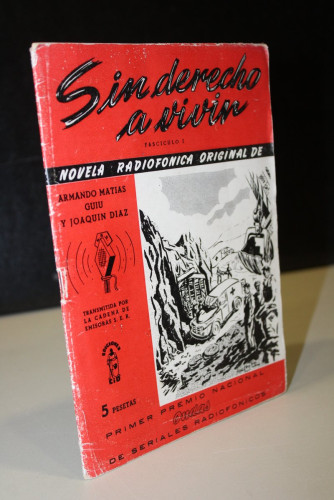 Sin derecho
a vivir
FASCICULO I
NOVELA RADIOFONICA ORIGINAL DE
ARMANDO MATIAS
GUIU
Y JOAQUIN DIAZ
TRANSMITIDA POR
LA CADENA DE
EMISORAS S. E. R.
5 PESETAS
PRIMER PREMIO NACIONAL
Ondas
DE SERIALES RADIOFONICOS